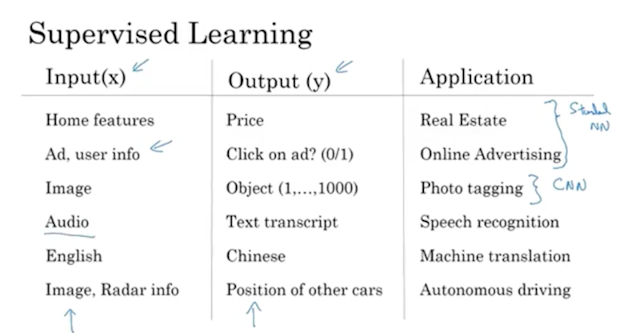 Supervised Learning
Input(x) Output (y) Application
Home features Price Real Estate
Ad, user info Click on ad? (0/1) Online Advertising
Image Object (1,...,1000) Photo tagging
Audio Text transcript Speech recognition
English Chinese Machine translation
Image, Radar info Position of other cars Autonomous driving
NN
CNN